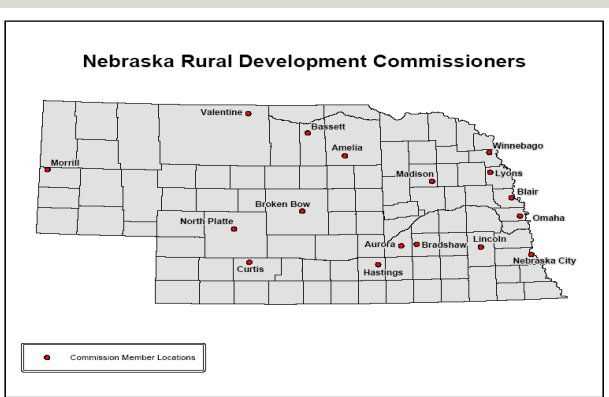 Nebraska Rural Development Commissioners
Valentine
Bassett
Amelia
Winnebago
Morrill
Madison
Lyons
Blair
Broken Bow
Omaha
North Platte
Aurora
Bradshaw
Lincoln
Nebraska City
Curtis
Hastings
Commission Member Locations